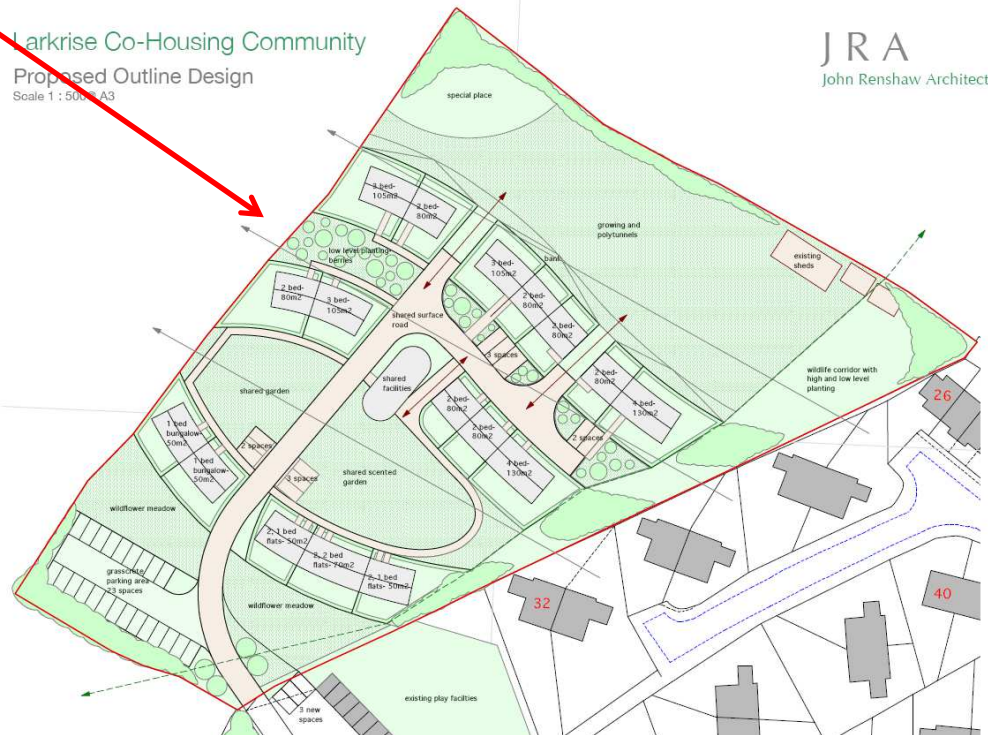 Larkrise Co-Housing Community
Proposed Outline Design
Scale 1 : 500@ A3
J R A
John Renshaw Architect
special place
3 bed-
105m2
2 bed-
80m2
growing and
polytunnels
existing
sheds
low level planting-
berries
bank
3 bed-
105m2
2 bed-
80m2
2 bed-
80m2
2 bed-
80m2
3 bed-
105m2
shared surface
road
3 spaces
2 bed-
80m2
4 bed-
130m2
wildlife corridor with
high and low level
planting
26
shared
facilities
shared garden
2 bed-
80m2
2 bed-
80m2
4 bed-
130m2
2 spaces
1 bed
bungalow-
50m2
1 bed
bungalow-
50m2
2 spaces
3 spaces
shared scented
garden
wildflower meadow
2, 1 bed
flats- 50m2
2, 2 bed
flats- 70m2
2, 1 bed
flats- 50m2
grasscrete
parking area
23 spaces
wildflower meadow
32
40
existing play facilties
3 new
spaces